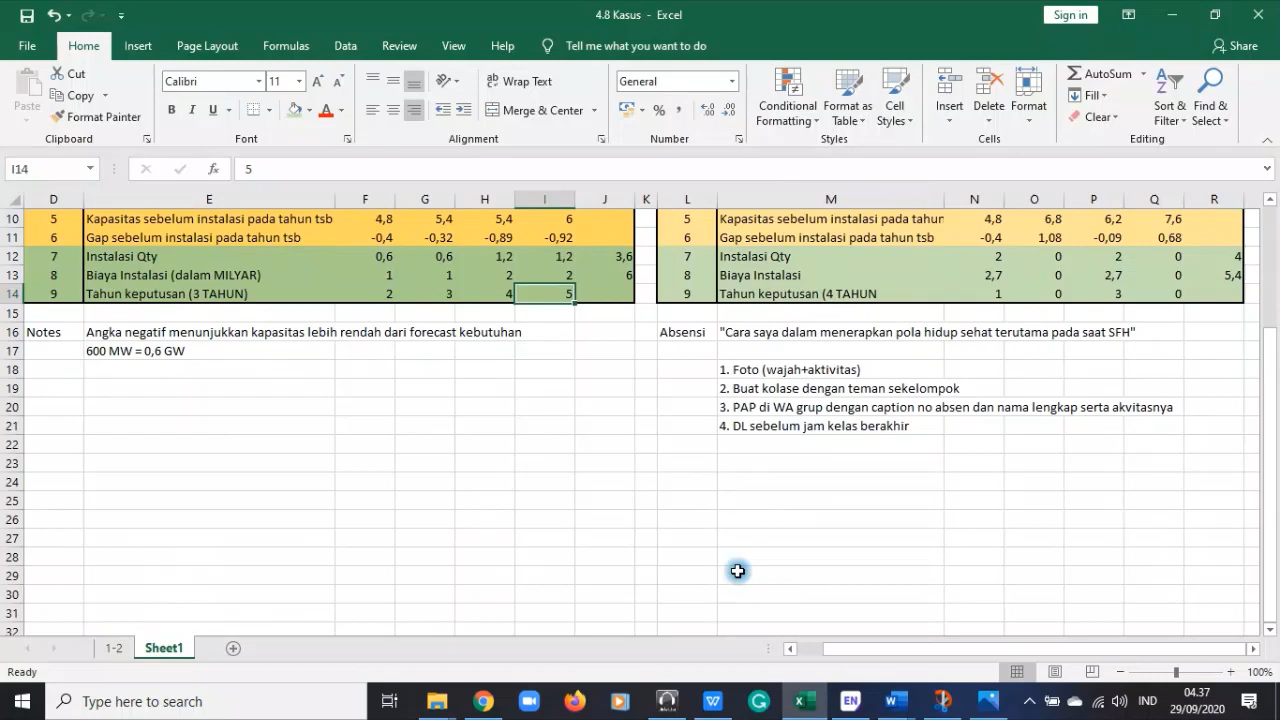 4.8 Kasus - Excel
Sign in
File Home Insert Page Layout Formulas Data Review View Help Tell me what you want to do Share
Paste Cut Copy Format Painter Clipboard
Calibri 11 B I U A Font
Wrap Text Merge & Center Alignment
General % Number
Conditional Formatting Format as Table Cell Styles Styles
Insert Delete Format Cells
AutoSum Fill Clear Sort & Filter Find & Select Editing
I14 fx 5
D E F G H I J K L M N O P Q R
10 5 Kapasitas sebelum instalasi pada tahun tsb 4,8 5,4 5,4 6 5 Kapasitas sebelum instalasi pada tahun 4,8 6,8 6,2 7,6
11 6 Gap sebelum instalasi pada tahun tsb -0,4 -0,32 -0,89 -0,92 6 Gap sebelum instalasi pada tahun tsb -0,4 1,08 -0,09 0,68
12 7 Instalasi Qty 0,6 0,6 1,2 1,2 3,6 7 Instalasi Qty 2 0 2 0 4
13 8 Biaya Instalasi (dalam MILYAR) 1 1 2 2 6 8 Biaya Instalasi 2,7 0 2,7 0 5,4
14 9 Tahun keputusan (3 TAHUN) 2 3 4 5 9 Tahun keputusan (4 TAHUN 1 0 3 0
15
16 Notes Angka negatif menunjukkan kapasitas lebih rendah dari forecast kebutuhan Absensi "Cara saya dalam menerapkan pola hidup sehat terutama pada saat SFH"
17 600 MW = 0,6 GW
18 1. Foto (wajah+aktivitas)
19 2. Buat kolase dengan teman sekelompok
20 3. PAP di WA grup dengan caption no absen dan nama lengkap serta akvitasnya
21 4. DL sebelum jam kelas berakhir
22
23
24
25
26
27
28
29
30
31
32
1-2 Sheet1
Ready 100%
Type here to search EN IND 04.37
29/09/2020